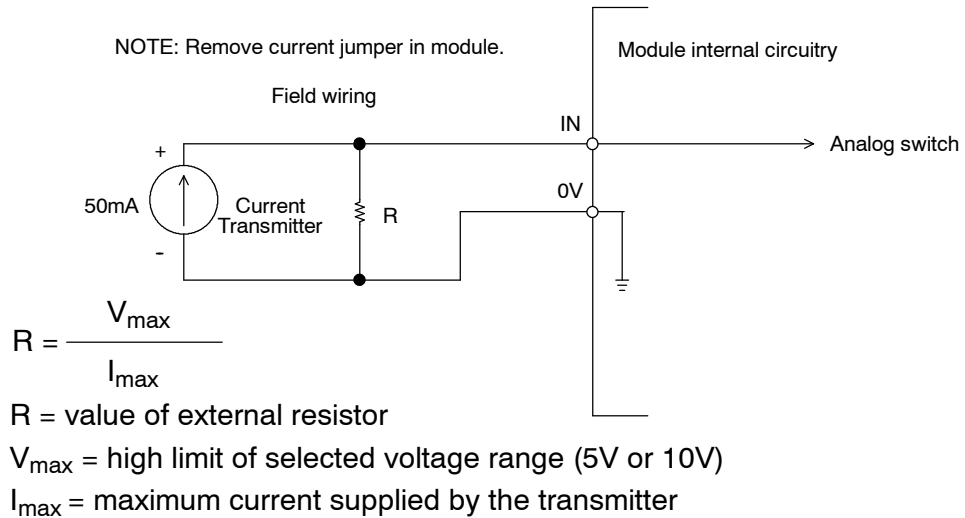 NOTE: Remove current jumper in module.
Module internal circuitry
Field wiring
IN
Analog switch
+
0V
50mA
Current
Transmitter
R
-
R = Vmax
Imax
R = value of external resistor
Vmax = high limit of selected voltage range (5V or 10V)
Imax = maximum current supplied by the transmitter